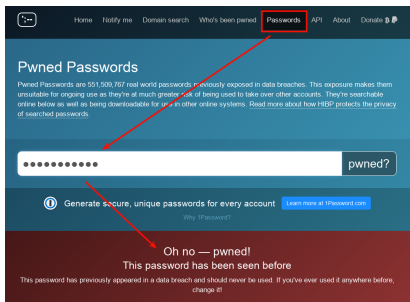 Home Notify me Domain search Who's been pwned Passwords API About Donate
Pwned Passwords
Pwned Passwords are 551,509,767 real world passwords previously exposed in data breaches. This exposure makes them
unsuitable for ongoing use as they're at much greater risk of being used to take over other accounts. They're searchable
online below as well as being downloadable for use in other online systems. Read more about how HIBP protects the privacy
of searched passwords.
pwned?
Generate secure, unique passwords for every account Learn more at 1Password.com
Why 1Password?
Oh no — pwned!
This password has been seen before
This password has previously appeared in a data breach and should never be used. If you've ever used it anywhere before,
change it!